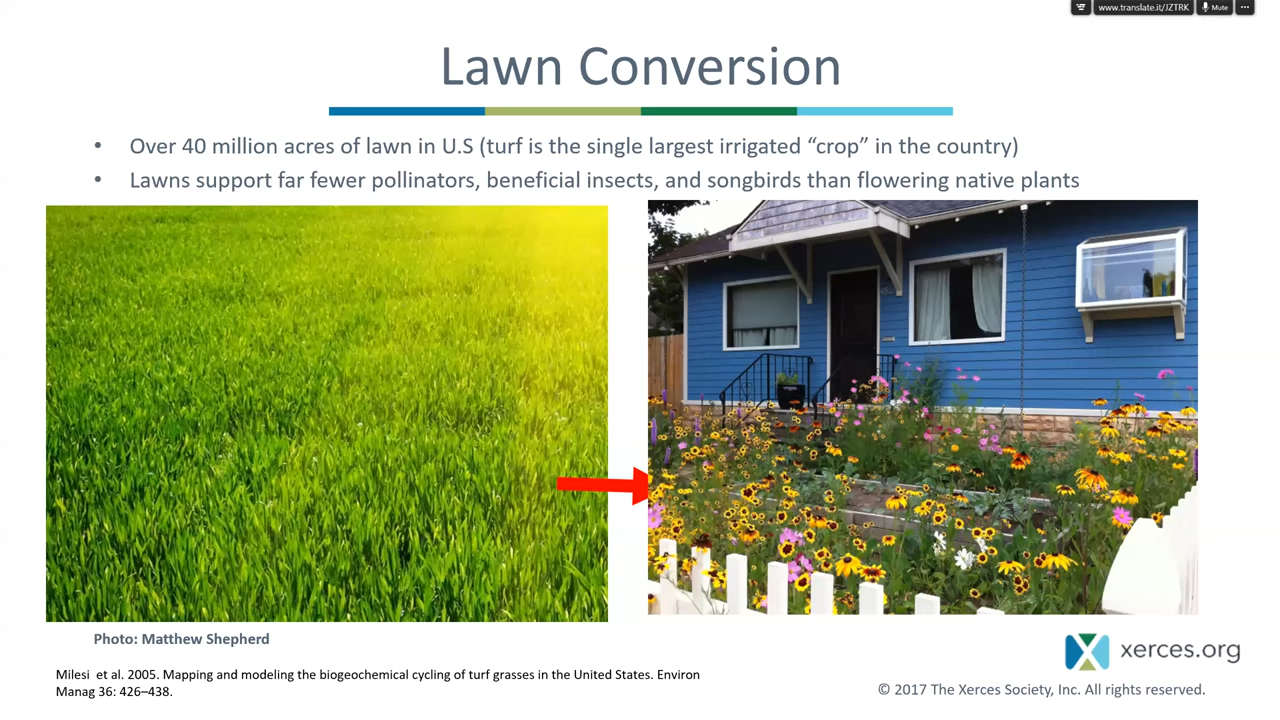 www.translate.it/JZTRK
Mute
Lawn Conversion
• Over 40 million acres of lawn in U.S (turf is the single largest irrigated “crop” in the country)
• Lawns support far fewer pollinators, beneficial insects, and songbirds than flowering native plants
Photo: Matthew Shepherd
Milesi et al. 2005. Mapping and modeling the biogeochemical cycling of turf grasses in the United States. Environ
Manag 36: 426–438.
xerces.org
© 2017 The Xerces Society, Inc. All rights reserved.